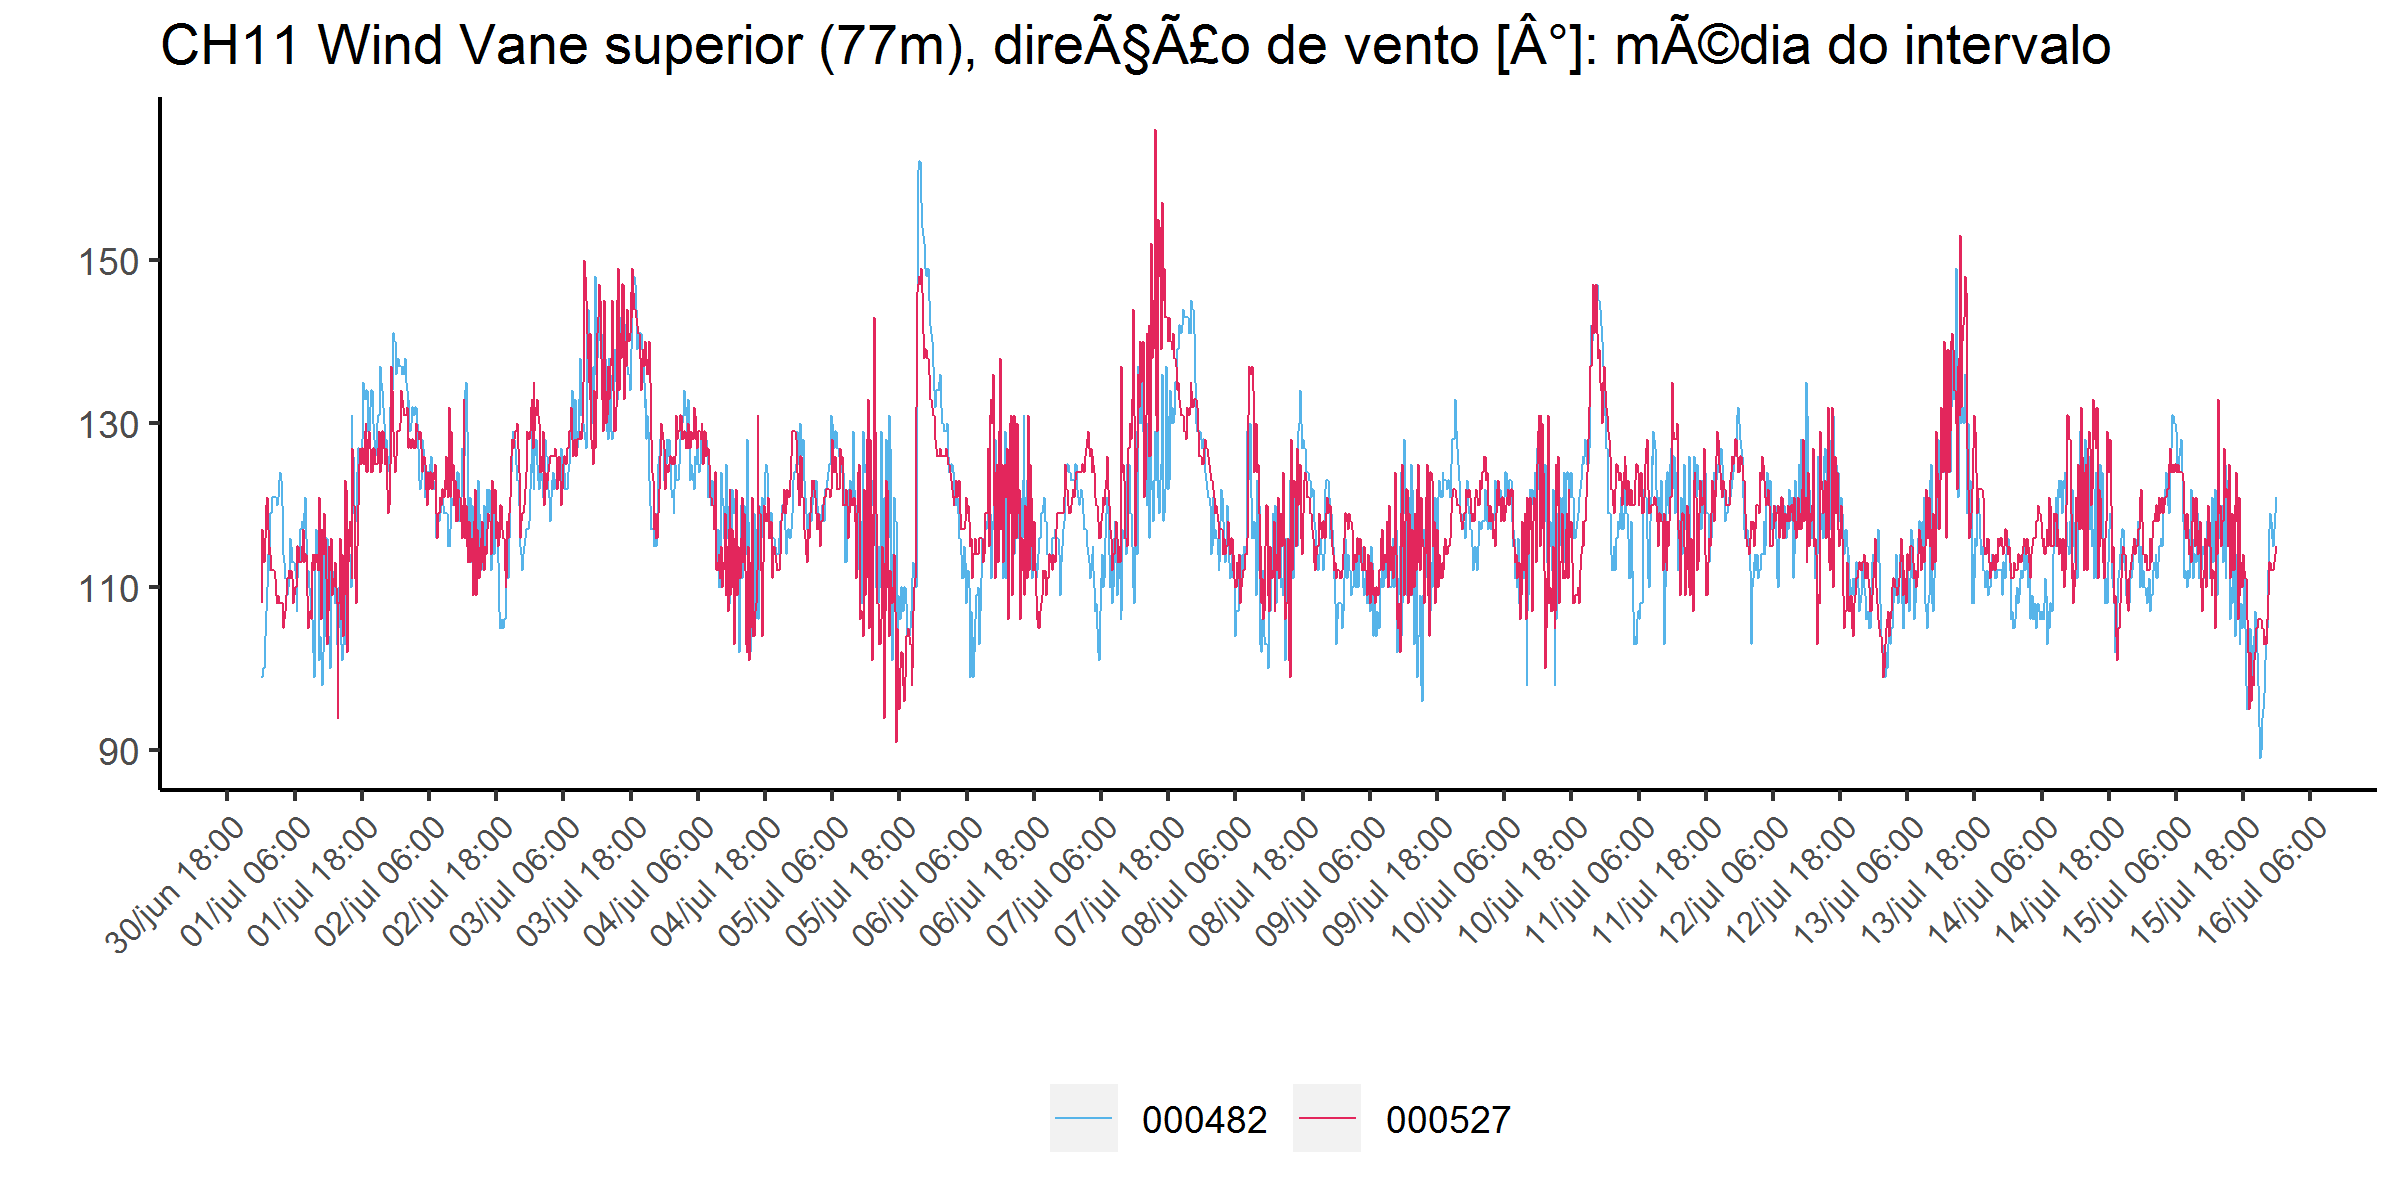 CH11 Wind Vane superior (77m), direÃ§Ã£o de vento [Â°]: mÃ©dia do intervalo
150
130
110
90
30/jun 18:00
01/jul 06:00
01/jul 18:00
02/jul 06:00
02/jul 18:00
03/jul 06:00
03/jul 18:00
04/jul 06:00
04/jul 18:00
05/jul 06:00
05/jul 18:00
06/jul 06:00
06/jul 18:00
07/jul 06:00
07/jul 18:00
08/jul 06:00
08/jul 18:00
09/jul 06:00
09/jul 18:00
10/jul 06:00
10/jul 18:00
11/jul 06:00
11/jul 18:00
12/jul 06:00
12/jul 18:00
13/jul 06:00
13/jul 18:00
14/jul 06:00
14/jul 18:00
15/jul 06:00
15/jul 18:00
16/jul 06:00
000482
000527